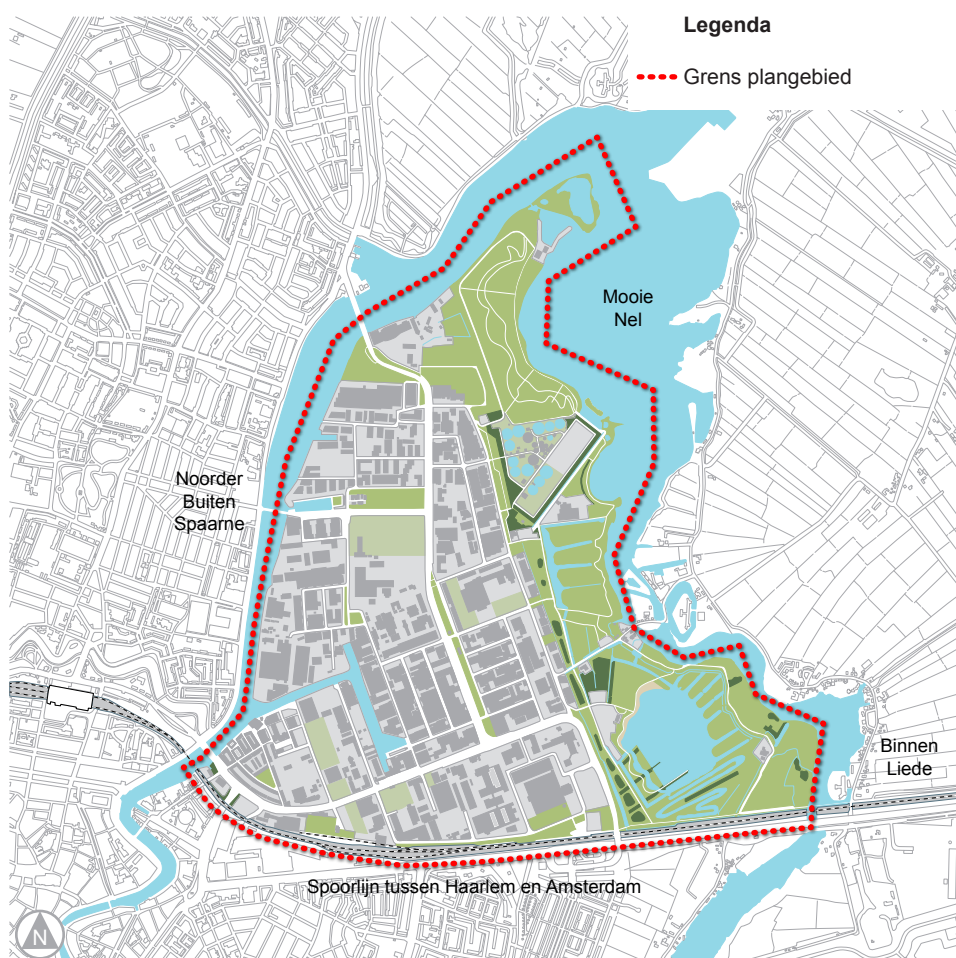 Legenda
Grens plangebied
Mooie
Nel
Noorder
Buiten
Spaarne
Binnen
Liede
Spoorlijn tussen Haarlem en Amsterdam
N